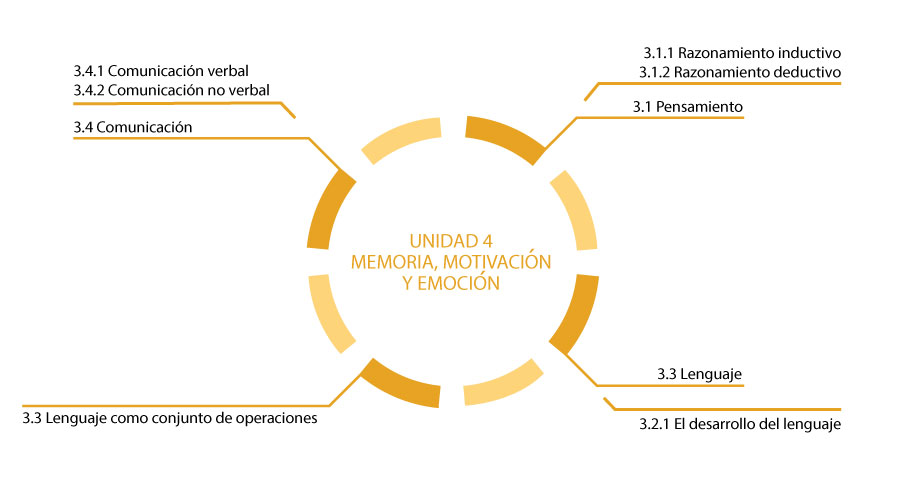 3.4.1 Comunicación verbal
3.4.2 Comunicación no verbal
3.4 Comunicación
3.1.1 Razonamiento inductivo
3.1.2 Razonamiento deductivo
3.1 Pensamiento
UNIDAD 4
MEMORIA, MOTIVACIÓN
Y EMOCIÓN
3.3 Lenguaje
3.2.1 El desarrollo del lenguaje
3.3 Lenguaje como conjunto de operaciones